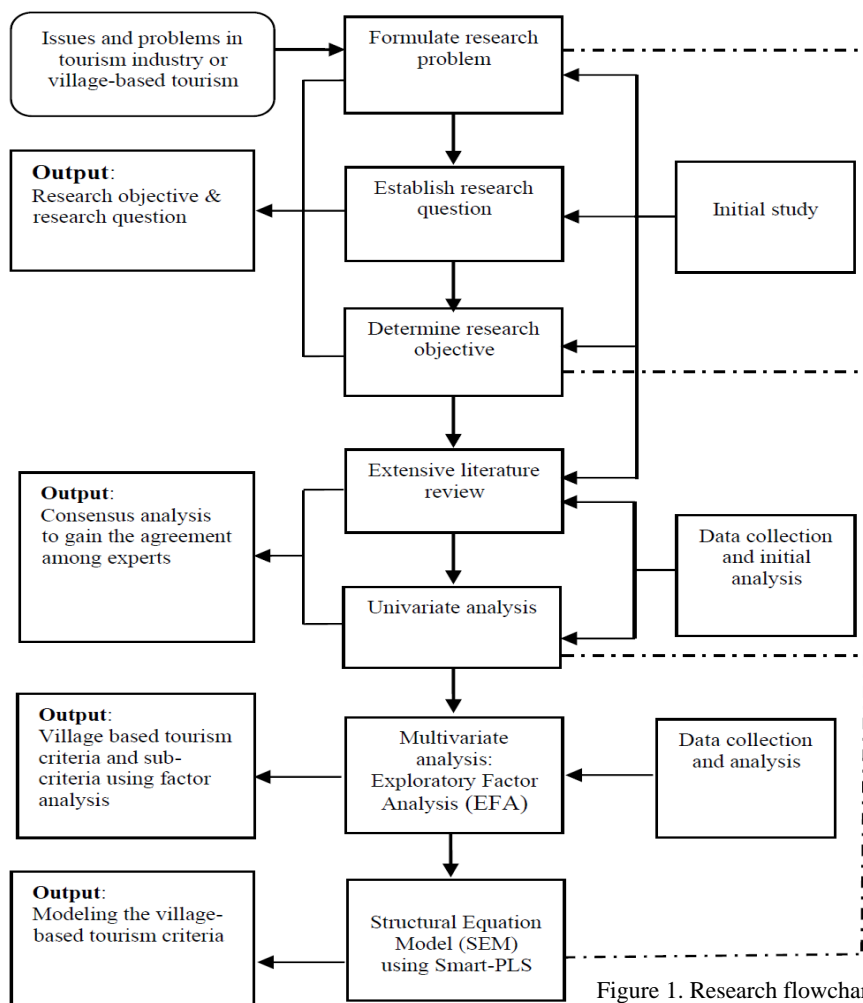 Issues and problems in
tourism industry or
village-based tourism
Formulate research
problem
Output:
Research objective &
research question
Establish research
question
Initial study
Determine research
objective
Extensive literature
review
Output:
Consensus analysis
to gain the agreement
among experts
Data collection
and initial
analysis
Univariate analysis
Output:
Village based tourism
criteria and sub-
criteria using factor
analysis
Multivariate
analysis:
Exploratory Factor
Analysis (EFA)
Data collection
and analysis
Output:
Modeling the village-
based tourism criteria
Structural Equation
Model (SEM)
using Smart-PLS
Figure 1. Research flowchar